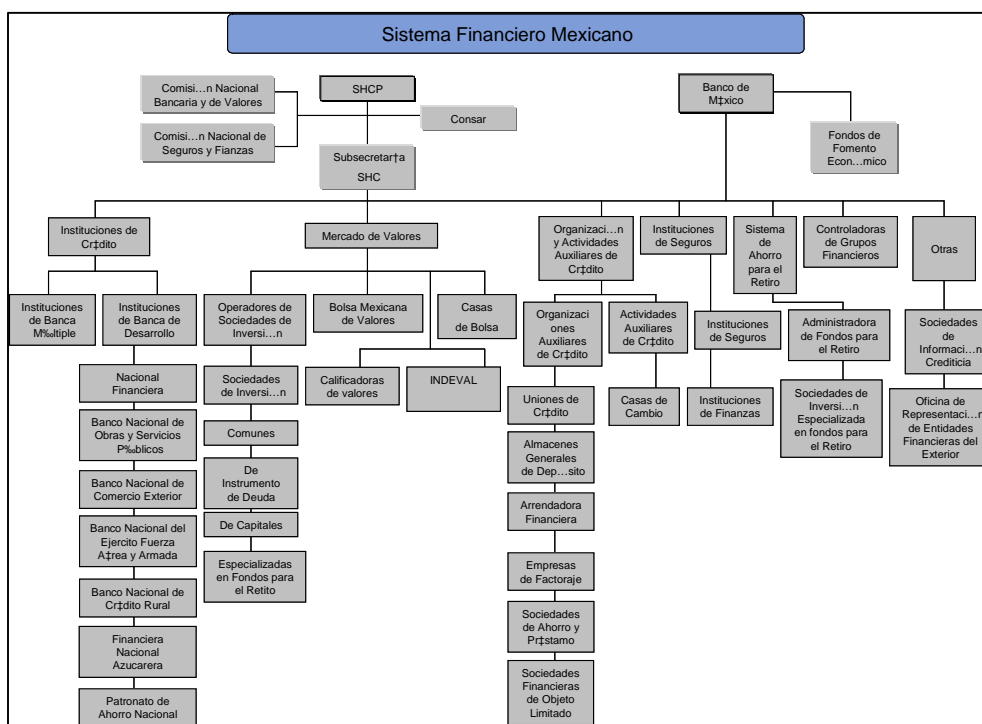 Sistema Financiero Mexicano
Comisi…n Nacional
Bancaria y de Valores
SHCP
Banco de
M‡xico
Consar
Comisi…n Nacional de
Seguros y Fianzas
Fondos de
Fomento
Econ…mico
Subsecretar†a
SHC
Instituciones de
Cr‡dito
Mercado de Valores
Organizaci…n
y Actividades
Auxiliares de
Cr‡dito
Instituciones
de Seguros
Sistema
de
Ahorro
para el
Retiro
Controladoras
de Grupos
Financieros
Otras
Instituciones
de Banca
M‰ltiple
Instituciones
de Banca de
Desarrollo
Operadores de
Sociedades de
Inversi…n
Bolsa Mexicana
de Valores
Casas
de Bolsa
Organizaci
ones
Auxiliares
de Cr‡dito
Actividades
Auxiliares
de Cr‡dito
Instituciones
de Seguros
Administradora
de Fondos para
el Retiro
Sociedades
de
Informaci…n
Crediticia
Nacional
Financiera
Sociedades
de Inversi…n
Calificadoras
de valores
INDEVAL
Uniones de
Cr‡dito
Casas de
Cambio
Instituciones
de Finanzas
Sociedades de
Inversi…n
Especializada
en fondos para
el Retiro
Oficina de
Representaci…n
de Entidades
Financieras del
Exterior
Banco Nacional de
Obras y Servicios
P‰blicos
Comunes
Almacenes
Generales
de Dep…sito
Banco Nacional de
Comercio Exterior
De
Instrumento
de Deuda
Arrendadora
Financiera
Banco Nacional del
Ejercito Fuerza
A‡rea y Armada
De Capitales
Especializadas
en Fondos para
el Retito
Empresas
de Factoraje
Banco Nacional de
Cr‡dito Rural
Sociedades
de Ahorro y
Pr‡stamo
Financiera
Nacional
Azucarera
Sociedades
Financieras
de Objeto
Limitado
Patronato de
Ahorro Nacional